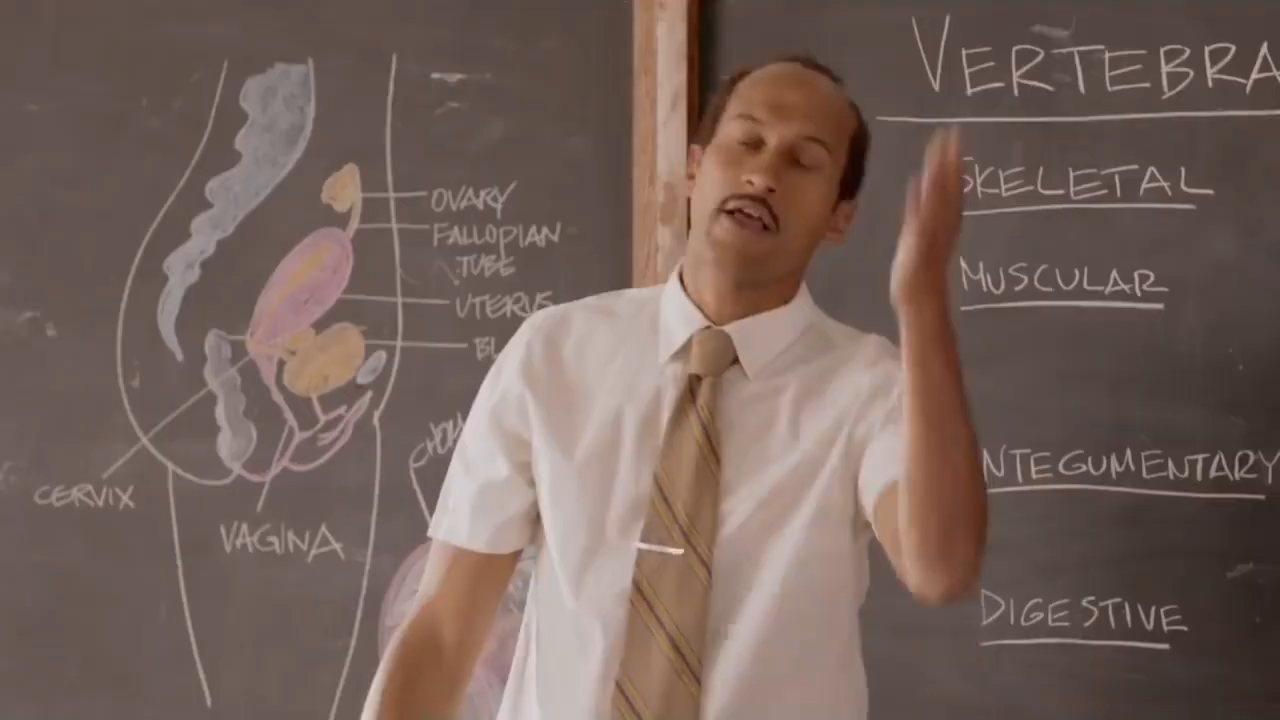 OVARY
FALLOPIAN
TUBE
UTERUS
CERVIX
VAGINA
VERTEBRA
SKELETAL
MUSCULAR
NTEGUMENTARY
DIGESTIVE